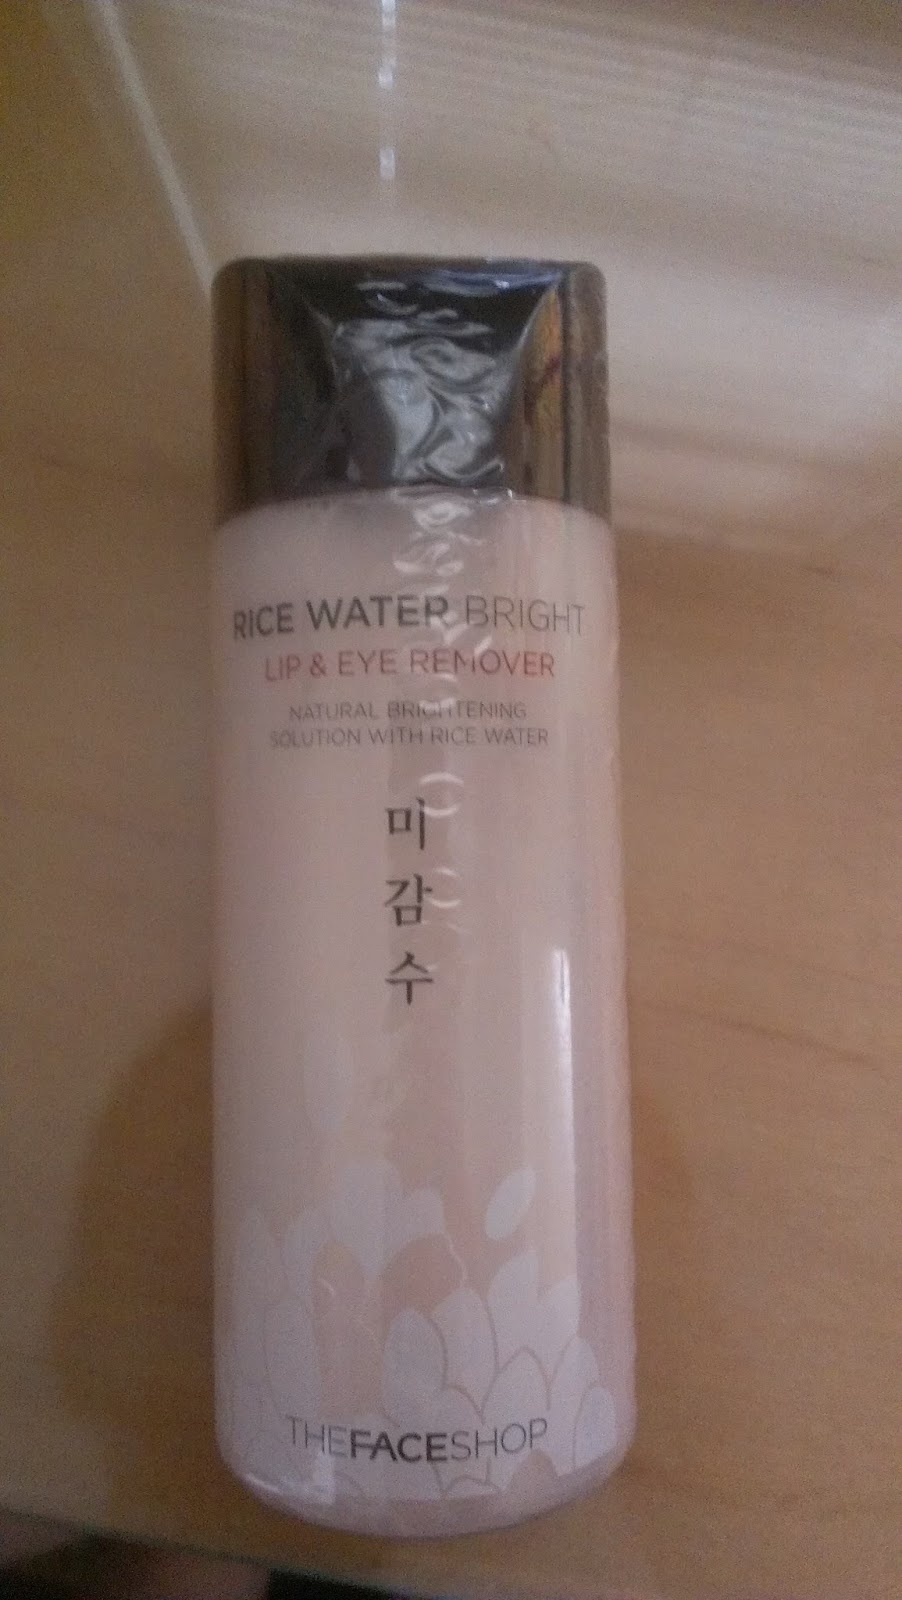 RICE WATER BRIGHT
LIP & EYE REMOVER
NATURAL BRIGHTENING
SOLUTION WITH RICE WATER
미
감
수
THEFACESHOP